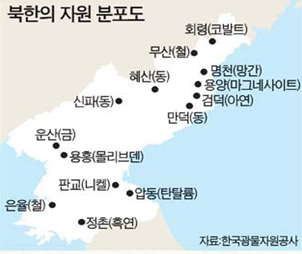 북한의 자원 분포도
회령(코발트)
무산(철)
명천(망간)
혜산(동)
용양(마그네사이트)
신파(동)
검덕(아연)
만덕(동)
운산(금)
용흥(몰리브덴)
판교(니켈)
압동(탄탈륨)
은율(철)
정촌(흑연)
자료:한국광물자원공사